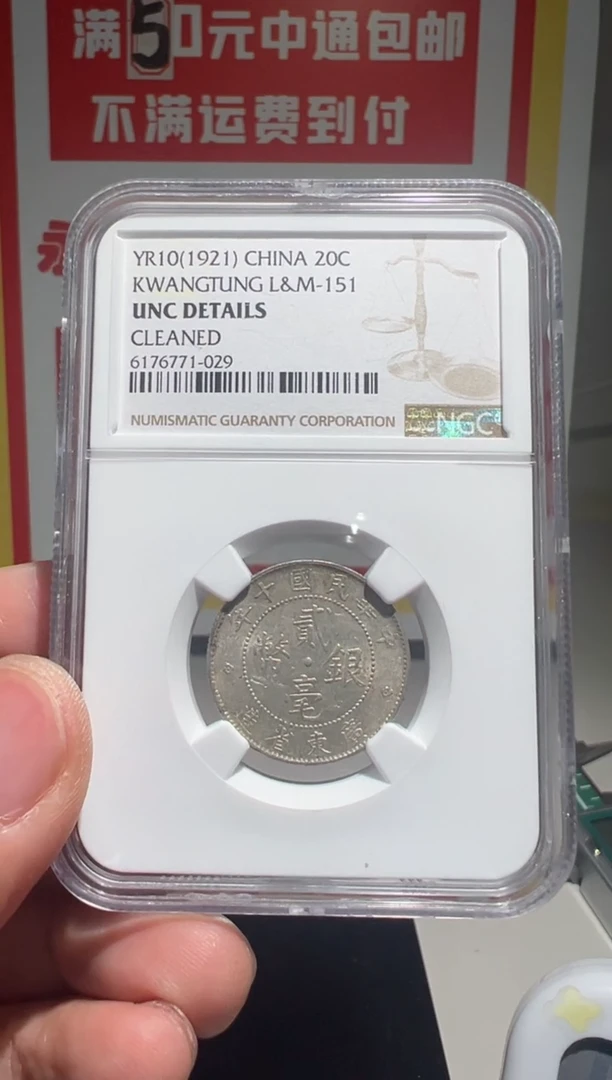 满50元中通包邮
不满运费到付
YR10(1921) CHINA 20C
KWANGTUNG L&M-151
UNC DETAILS
CLEANED
6176771-029
NUMISMATIC GUARANTY CORPORATION
NGC
年十國民華中
貳
銀
毫
造省東廣